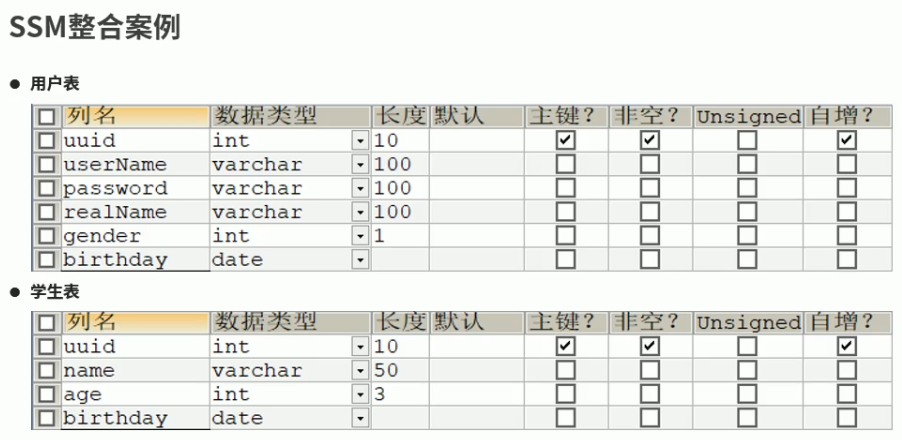 SSM整合案例
● 用户表
列名 数据类型 长度 默认 主键? 非空? Unsigned 自增?
uuid int 10
userName varchar 100
password varchar 100
realName varchar 100
gender int 1
birthday date
● 学生表
列名 数据类型 长度 默认 主键? 非空? Unsigned 自增?
uuid int 10
name varchar 50
age int 3
birthday date